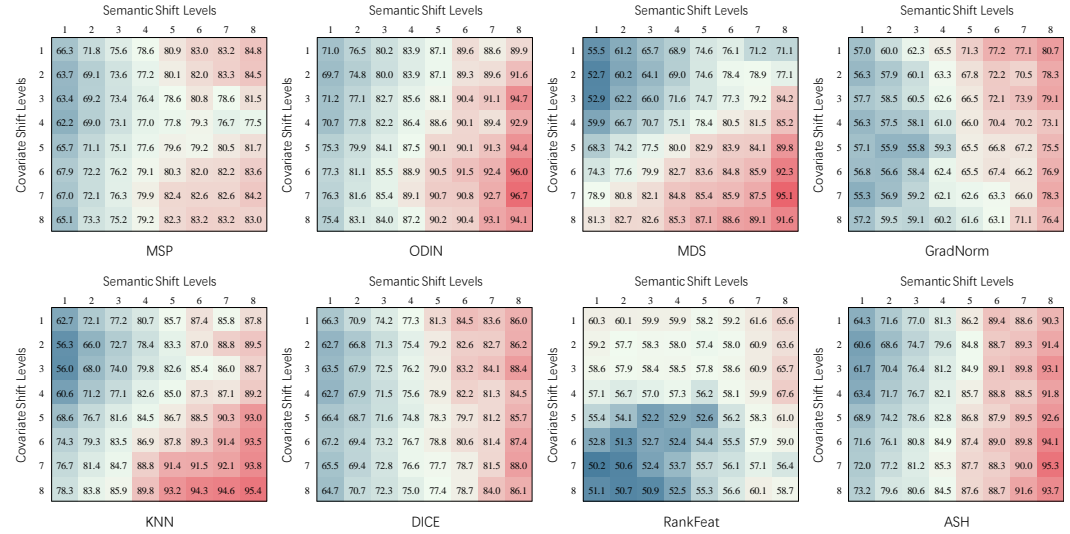 Semantic Shift Levels Semantic Shift Levels Semantic Shift Levels Semantic Shift Levels
1 2 3 4 5 6 7 8 1 2 3 4 5 6 7 8 1 2 3 4 5 6 7 8 1 2 3 4 5 6 7 8
Covariate Shift Levels Covariate Shift Levels Covariate Shift Levels Covariate Shift Levels
1 66.3 71.8 75.6 78.6 80.9 83.0 83.2 84.8 1 71.0 76.5 80.2 83.9 87.1 89.6 88.6 89.9 1 55.5 61.2 65.7 68.9 74.6 76.1 71.2 71.1 1 57.0 60.0 62.3 65.5 71.3 77.2 77.1 80.7
2 63.7 69.1 73.6 77.2 80.1 82.0 83.3 84.5 2 69.7 74.8 80.0 83.9 87.1 89.3 89.6 91.6 2 52.7 60.2 64.1 69.0 74.6 78.4 78.9 77.1 2 56.3 57.9 60.1 63.3 67.8 72.2 70.5 78.3
3 63.4 69.2 73.4 76.4 78.6 80.8 78.6 81.5 3 71.2 77.1 82.7 85.6 88.1 90.4 91.1 94.7 3 52.9 62.2 66.0 71.6 74.7 77.3 79.2 84.2 3 57.7 58.5 60.5 62.6 66.5 72.1 73.9 79.1
4 62.2 69.0 73.1 77.0 77.8 79.3 76.7 77.5 4 70.7 77.8 82.2 86.4 88.6 90.1 89.4 92.9 4 59.9 66.7 70.7 75.1 78.4 80.5 81.5 85.2 4 56.3 57.5 58.1 61.0 66.0 70.4 70.2 73.1
5 65.7 71.1 75.1 77.6 79.6 79.2 80.5 81.7 5 75.3 79.9 84.1 87.5 90.1 90.1 91.3 94.4 5 68.3 74.2 77.5 80.0 82.9 83.9 84.1 89.8 5 57.1 55.9 55.8 59.3 65.5 66.8 67.2 75.5
6 67.9 72.2 76.2 79.1 80.3 82.0 82.2 83.6 6 77.3 81.1 85.5 88.9 90.5 91.5 92.4 96.0 6 74.3 77.6 79.9 82.7 83.6 84.8 85.9 92.3 6 56.8 56.6 58.4 62.4 65.5 67.4 66.2 76.9
7 67.0 72.1 76.3 79.9 82.4 82.6 82.6 84.2 7 76.3 81.6 85.4 89.1 90.7 90.8 92.7 96.7 7 78.9 80.8 82.7 84.8 85.4 85.9 87.5 95.1 7 55.3 56.9 59.2 62.1 62.6 63.3 66.0 78.3
8 65.1 73.3 75.2 79.2 82.3 83.2 83.2 83.0 8 75.4 83.1 84.0 87.2 90.2 90.4 93.1 94.1 8 81.3 82.7 82.6 85.3 87.1 88.6 89.1 91.6 8 57.2 59.5 59.1 60.2 61.6 63.1 71.1 76.4
MSP ODIN MDS GradNorm
Semantic Shift Levels Semantic Shift Levels Semantic Shift Levels Semantic Shift Levels
1 2 3 4 5 6 7 8 1 2 3 4 5 6 7 8 1 2 3 4 5 6 7 8 1 2 3 4 5 6 7 8
Covariate Shift Levels Covariate Shift Levels Covariate Shift Levels Covariate Shift Levels
1 62.7 72.1 77.2 80.7 85.7 87.4 85.8 87.8 1 66.3 70.9 74.2 77.3 81.3 84.5 83.6 86.0 1 60.3 60.1 59.9 59.9 58.2 59.2 61.6 65.6 1 64.3 71.6 77.0 81.3 86.2 89.4 88.6 90.3
2 56.3 66.0 72.7 78.4 83.3 87.0 88.8 89.5 2 62.7 66.8 71.3 75.4 79.2 82.6 82.7 86.2 2 59.2 57.7 58.3 58.0 57.4 58.8 60.9 63.6 2 60.6 68.6 74.7 79.6 84.8 88.7 89.3 91.4
3 56.0 68.0 74.0 79.8 85.4 84.4 86.0 88.7 3 63.5 67.9 72.5 76.2 79.0 83.2 84.1 88.4 3 58.6 57.9 58.4 58.5 57.8 58.6 60.8 65.7 3 61.7 70.4 76.4 81.2 84.9 89.1 89.8 93.1
4 60.6 71.2 77.1 82.6 85.0 87.3 87.1 89.2 4 62.7 67.9 71.5 75.6 78.9 82.2 81.3 84.5 4 57.1 56.7 58.0 57.3 56.2 58.1 59.9 67.6 4 63.4 71.7 76.7 82.1 85.7 88.4 88.5 91.8
5 68.6 76.7 81.6 84.5 86.7 88.5 90.3 93.0 5 66.4 68.7 71.6 74.8 78.3 79.7 81.2 85.7 5 55.4 54.1 52.2 52.9 52.6 56.2 58.3 61.0 5 68.9 74.2 78.6 82.8 86.8 87.9 89.5 92.6
6 74.3 79.3 83.5 86.9 87.8 89.3 91.4 93.5 6 67.2 69.4 73.2 76.7 78.8 80.6 81.4 87.4 6 52.8 51.3 52.7 52.4 54.4 55.5 57.9 59.0 6 71.6 76.1 80.8 84.9 87.4 89.0 89.8 94.1
7 76.7 81.4 84.7 88.8 91.4 91.5 92.1 93.8 7 65.5 69.4 72.8 76.6 77.7 78.7 81.5 88.0 7 50.2 50.6 52.4 53.7 55.7 56.1 57.1 56.4 7 72.0 77.2 81.2 85.3 87.7 88.3 90.0 95.3
8 78.3 83.8 85.9 89.8 93.2 94.3 94.6 95.4 8 64.7 70.7 72.3 75.0 77.4 78.7 84.0 86.1 8 51.1 50.7 50.9 52.5 55.3 56.6 60.1 58.7 8 73.2 79.6 80.6 84.5 87.6 88.7 91.6 93.7
KNN DICE RankFeat ASH